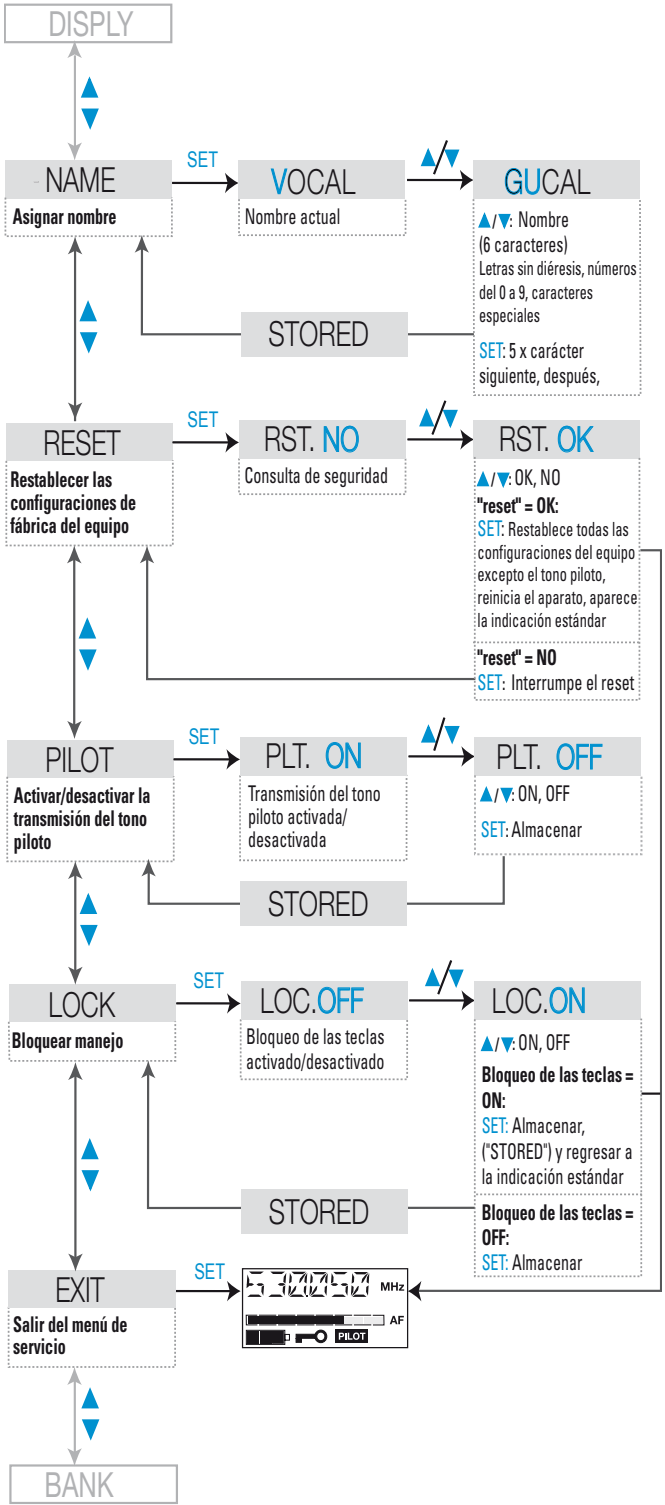 DISPLY
NAME
Asignar nombre
SET
VOCAL
Nombre actual
▲/▼
GUCAL
▲/▼: Nombre
(6 caracteres)
Letras sin diéresis, números
del 0 a 9, caracteres
especiales
SET: 5 x carácter
siguiente, después,
STORED
RESET
Restablecer las
configuraciones de
fábrica del equipo
SET
RST. NO
Consulta de seguridad
▲/▼
RST. OK
▲/▼: OK, NO
"reset" = OK:
SET: Restablece todas las
configuraciones del equipo
excepto el tono piloto,
reinicia el aparato, aparece
la indicación estándar
"reset" = NO
SET: Interrumpe el reset
PILOT
Activar/desactivar la
transmisión del tono
piloto
SET
PLT. ON
Transmisión del tono
piloto activada/
desactivada
▲/▼
PLT. OFF
▲/▼: ON, OFF
SET: Almacenar
STORED
LOCK
Bloquear manejo
SET
LOC.OFF
Bloqueo de las teclas
activado/desactivado
▲/▼
LOC.ON
▲/▼: ON, OFF
Bloqueo de las teclas =
ON:
SET: Almacenar,
("STORED") y regresar a
la indicación estándar
Bloqueo de las teclas =
OFF:
SET: Almacenar
STORED
EXIT
Salir del menú de
servicio
SET
530.050 MHz
AF
PILOT
BANK